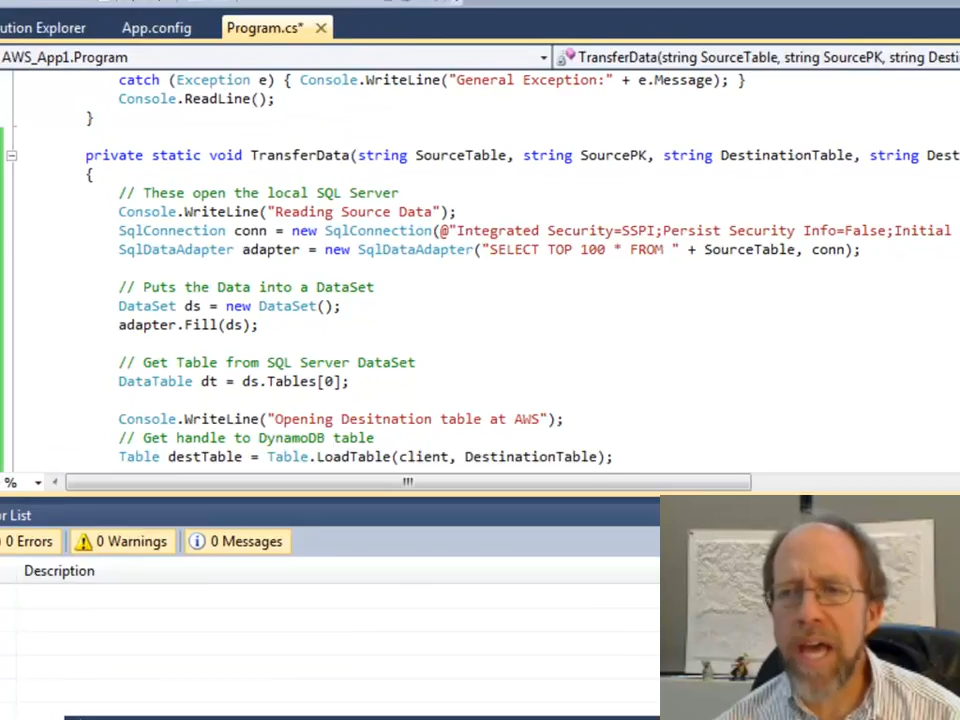 ution Explorer App.config Program.cs*
AWS_App1.Program TransferData(string SourceTable, string SourcePK, string Desti
catch (Exception e) { Console.WriteLine("General Exception:" + e.Message); }
Console.ReadLine();
}
private static void TransferData(string SourceTable, string SourcePK, string DestinationTable, string Dest
{
// These open the local SQL Server
Console.WriteLine("Reading Source Data");
SqlConnection conn = new SqlConnection(@"Integrated Security=SSPI;Persist Security Info=False;Initial
SqlDataAdapter adapter = new SqlDataAdapter("SELECT TOP 100 * FROM " + SourceTable, conn);
// Puts the Data into a DataSet
DataSet ds = new DataSet();
adapter.Fill(ds);
// Get Table from SQL Server DataSet
DataTable dt = ds.Tables[0];
Console.WriteLine("Opening Desitnation table at AWS");
// Get handle to DynamoDB table
Table destTable = Table.LoadTable(client, DestinationTable);
%
r List
0 Errors 0 Warnings 0 Messages
Description